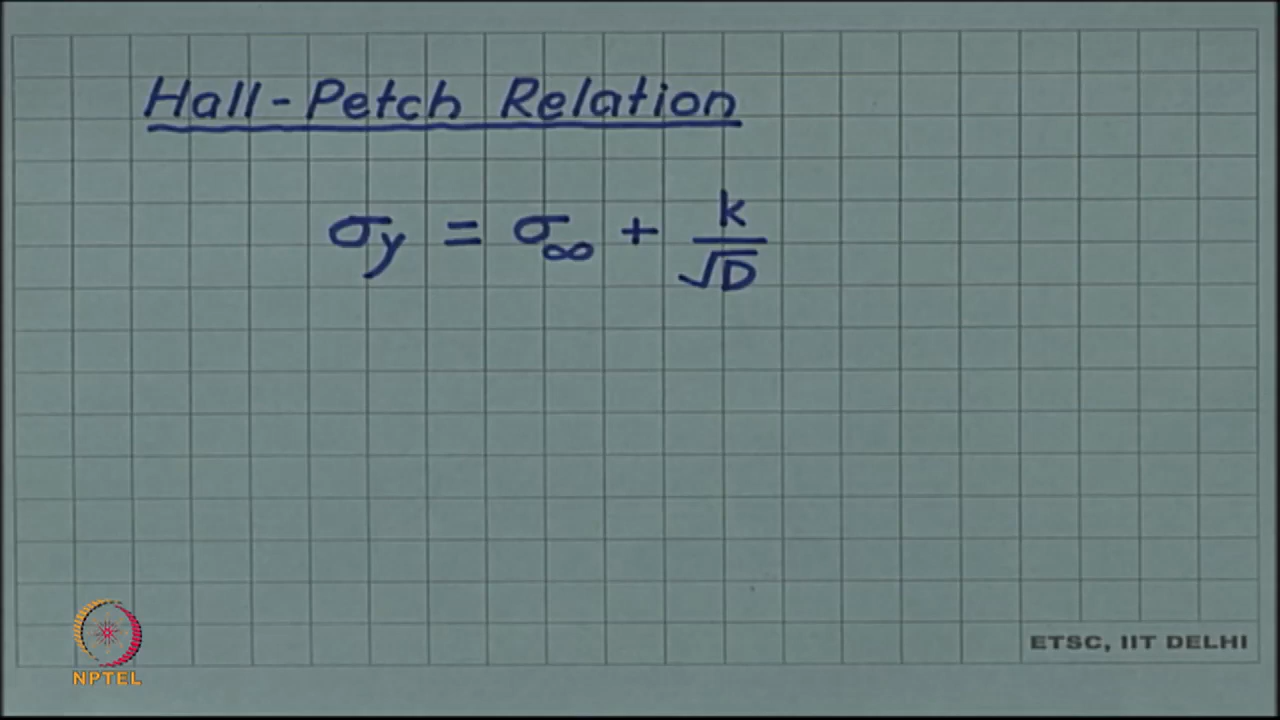 Hall-Petch Relation
σy = σ∞ + k/√D
NPTEL
ETSC, IIT DELHI